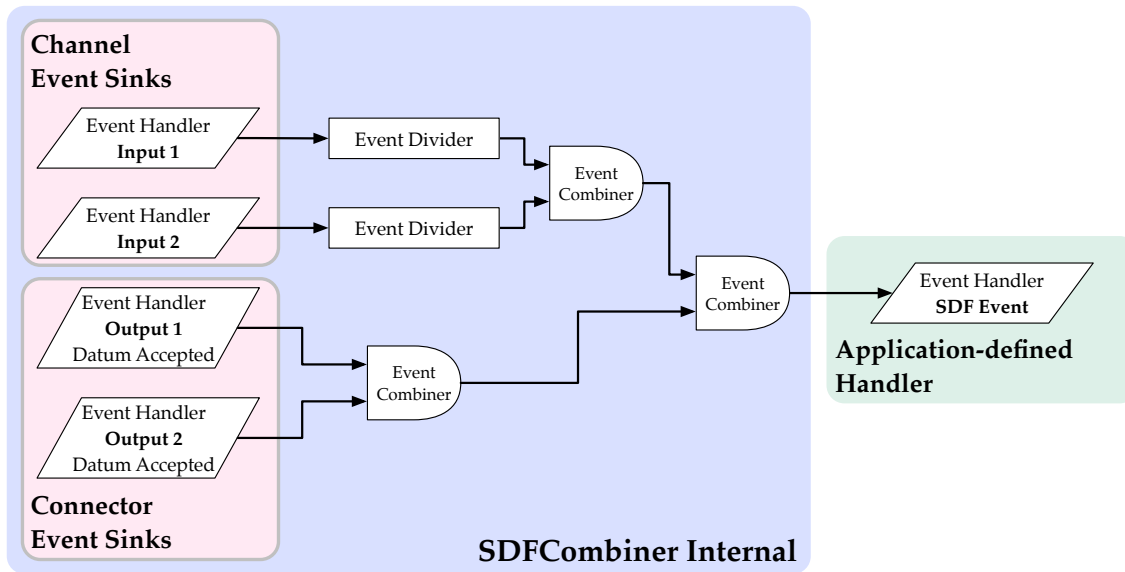 Channel
Event Sinks
Event Handler
Input 1
Event Divider
Event
Combiner
Event Handler
Input 2
Event Divider
Event Handler
Output 1
Datum Accepted
Event
Combiner
Event Handler
Output 2
Datum Accepted
Connector
Event Sinks
Event
Combiner
SDFCombiner Internal
Event Handler
SDF Event
Application-defined
Handler